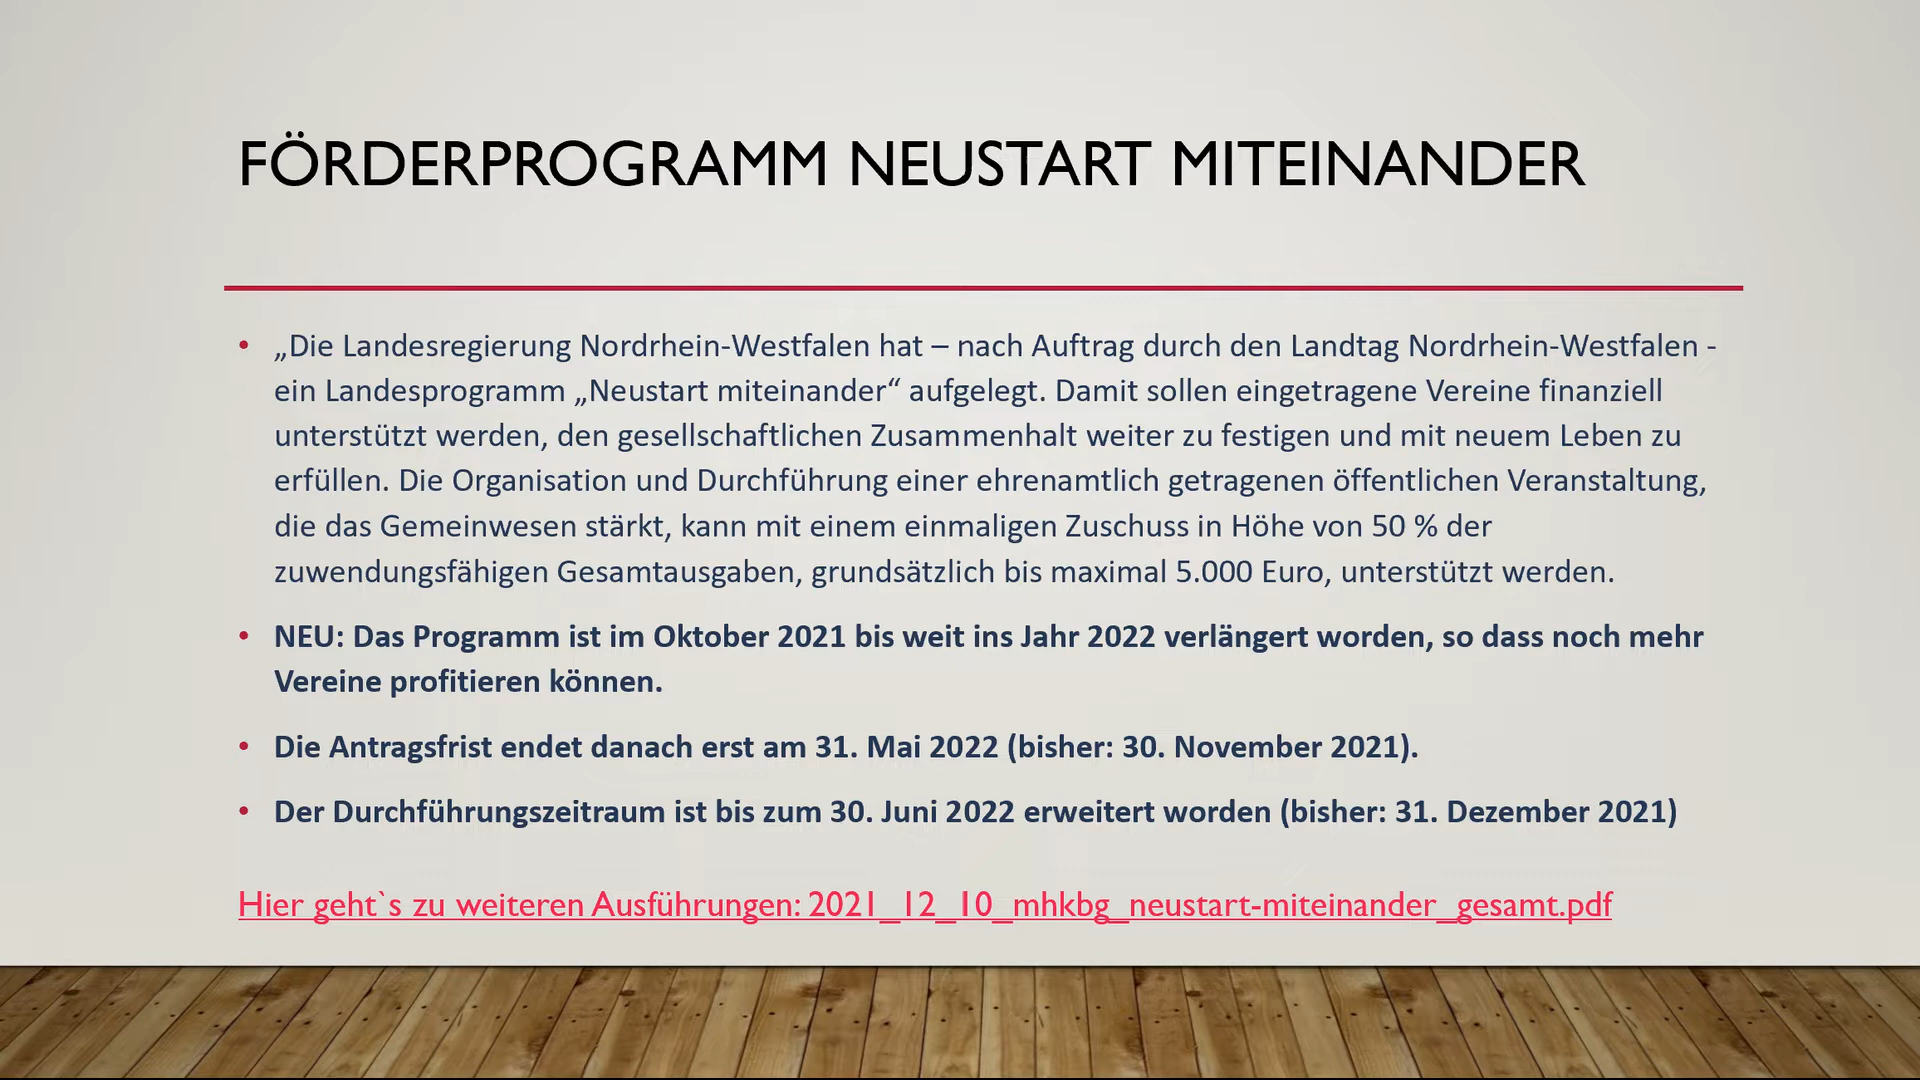 FÖRDERPROGRAMM NEUSTART MITEINANDER
• „Die Landesregierung Nordrhein-Westfalen hat – nach Auftrag durch den Landtag Nordrhein-Westfalen -
ein Landesprogramm „Neustart miteinander“ aufgelegt. Damit sollen eingetragene Vereine finanziell
unterstützt werden, den gesellschaftlichen Zusammenhalt weiter zu festigen und mit neuem Leben zu
erfüllen. Die Organisation und Durchführung einer ehrenamtlich getragenen öffentlichen Veranstaltung,
die das Gemeinwesen stärkt, kann mit einem einmaligen Zuschuss in Höhe von 50 % der
zuwendungsfähigen Gesamtausgaben, grundsätzlich bis maximal 5.000 Euro, unterstützt werden.
• NEU: Das Programm ist im Oktober 2021 bis weit ins Jahr 2022 verlängert worden, so dass noch mehr
Vereine profitieren können.
• Die Antragsfrist endet danach erst am 31. Mai 2022 (bisher: 30. November 2021).
• Der Durchführungszeitraum ist bis zum 30. Juni 2022 erweitert worden (bisher: 31. Dezember 2021)
Hier geht`s zu weiteren Ausführungen: 2021_12_10_mhkbg_neustart-miteinander_gesamt.pdf